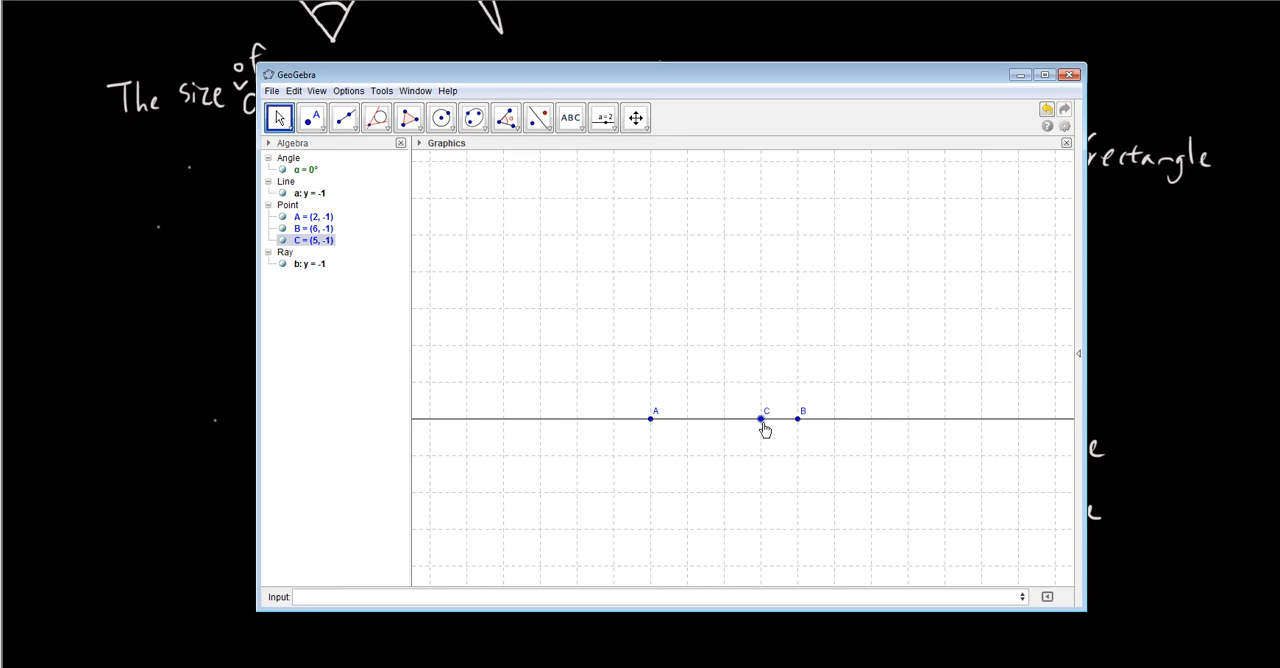 of
The size
rectangle
GeoGebra
File Edit View Options Tools Window Help
A ABC a=2
Algebra
Graphics
Angle
α = 0°
Line
a: y = -1
Point
A = (2, -1)
B = (6, -1)
C = (5, -1)
Ray
b: y = -1
A C B
Input: